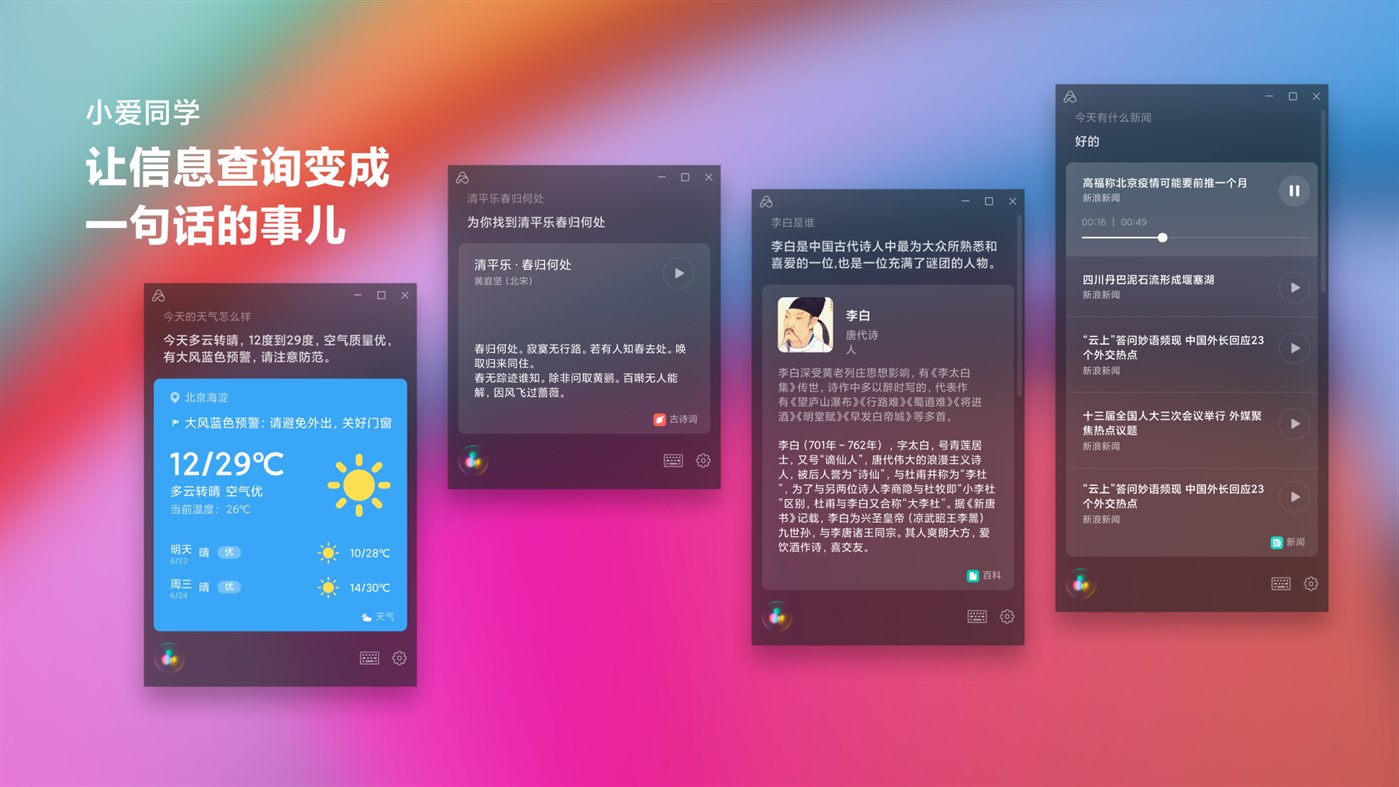 小爱同学
让信息查询变成
一句话的事儿
今天的天气怎么样
今天多云转晴，12度到29度，空气质量优，
有大风蓝色预警，请注意防范。
北京海淀
大风蓝色预警：请避免外出，关好门窗
12/29℃
多云转晴 空气优
当前温度：26℃
明天 晴 优 10/28℃
6/23
周三 晴 优 14/30℃
6/24
天气
清平乐春归何处
为你找到清平乐春归何处
清平乐·春归何处
黄庭坚（北宋）
春归何处。寂寞无行路。若有人知春去处。唤
取归来同住。
春无踪迹谁知。除非问取黄鹂。百啭无人能
解，因风飞过蔷薇。
古诗词
李白是谁
李白是中国古代诗人中最为大众所熟悉和
喜爱的一位,也是一位充满了谜团的人物。
李白
唐代诗
人
李白深受黄老列庄思想影响，有《李太白
集》传世，诗作中多以醉时写的，代表作
有《望庐山瀑布》《行路难》《蜀道难》《将进
酒》《明堂赋》《早发白帝城》等多首。
李白（701年－762年），字太白，号青莲居
士，又号“谪仙人”，唐代伟大的浪漫主义诗
人，被后人誉为“诗仙”，与杜甫并称为“李杜
”，为了与另两位诗人李商隐与杜牧即“小李杜
”区别，杜甫与李白又合称“大李杜”。据《新唐
书》记载，李白为兴圣皇帝（凉武昭王李暠）
九世孙，与李唐诸王同宗。其人爽朗大方，爱
饮酒作诗，喜交友。
百科
今天有什么新闻
好的
高福称北京疫情可能要前推一个月
新浪新闻
00:16 | 00:49
四川丹巴泥石流形成堰塞湖
新浪新闻
“云上”答问妙语频现 中国外长回应23
个外交热点
新浪新闻
十三届全国人大三次会议举行 外媒聚
焦热点议题
新浪新闻
“云上”答问妙语频现 中国外长回应23
个外交热点
新浪新闻
新闻